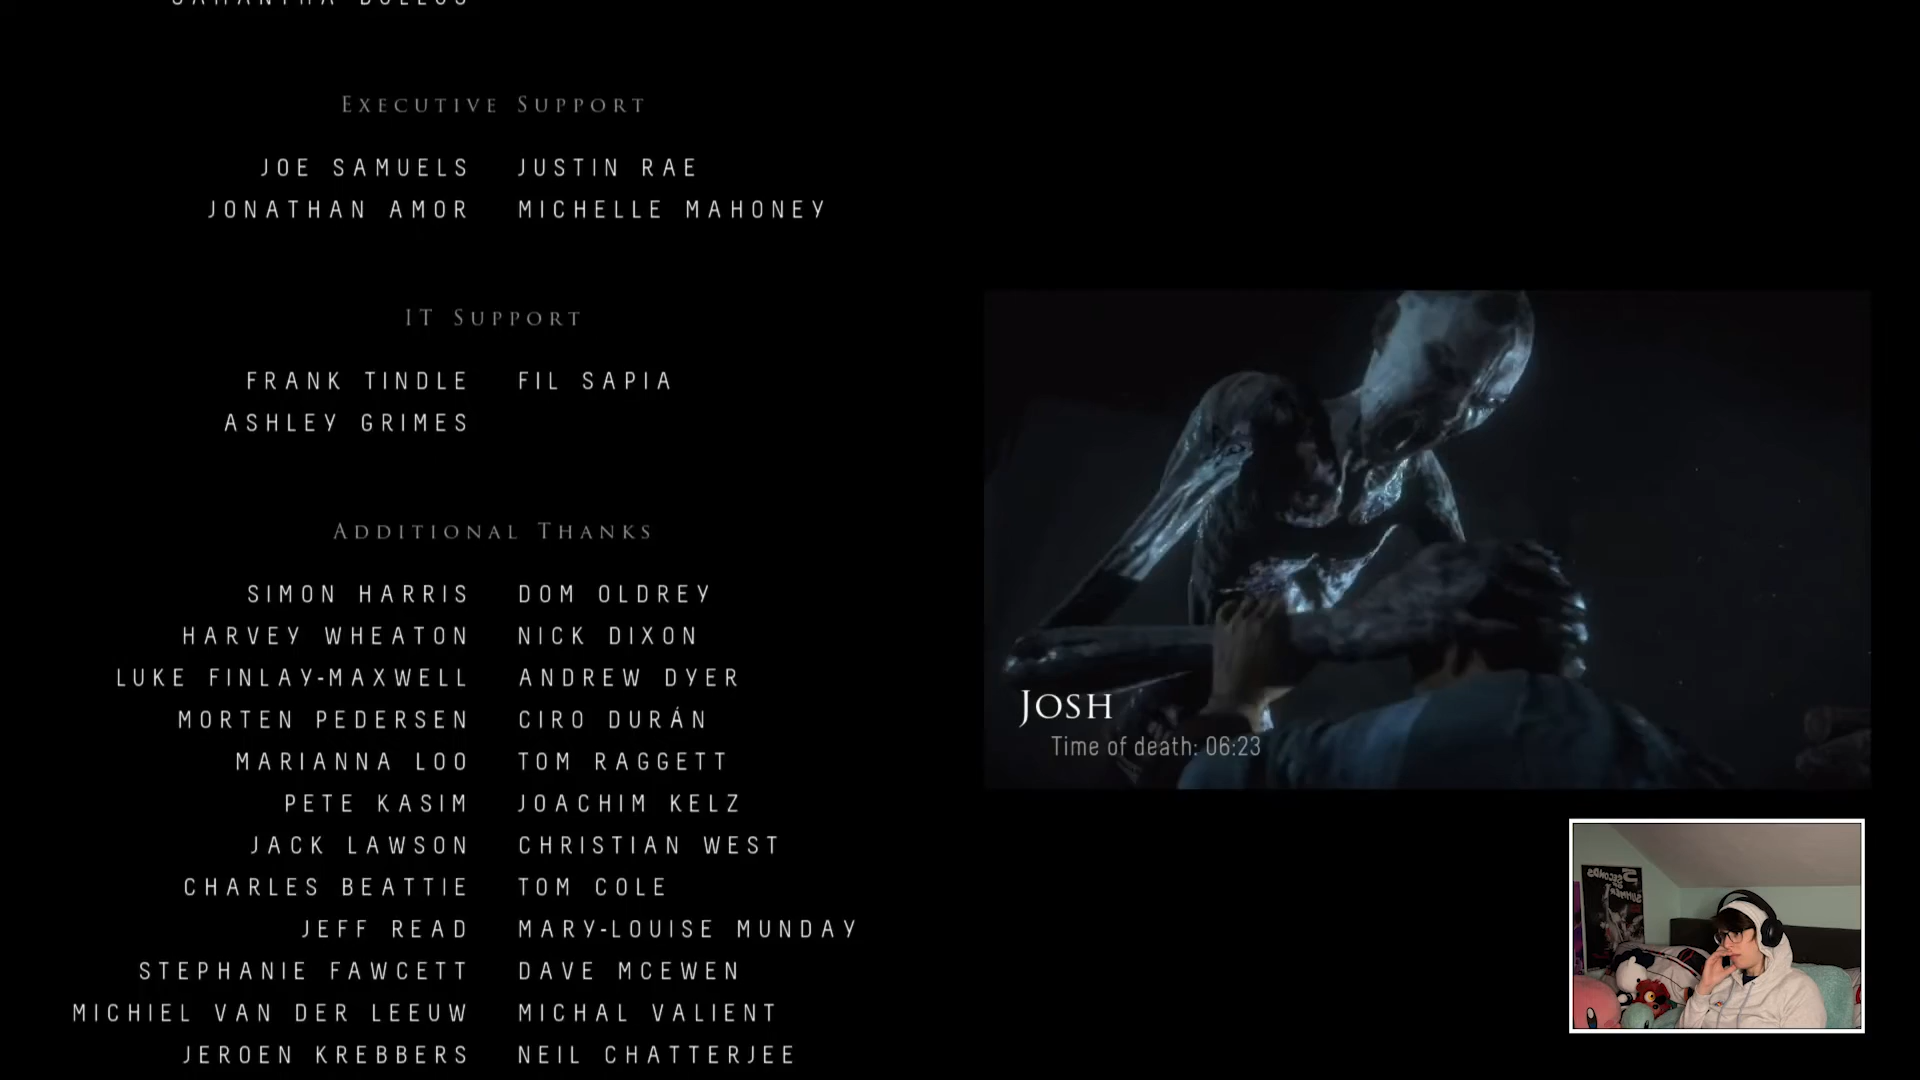 EXECUTIVE SUPPORT
JOE SAMUELS JUSTIN RAE
JONATHAN AMOR MICHELLE MAHONEY
IT SUPPORT
FRANK TINDLE FIL SAPIA
ASHLEY GRIMES
ADDITIONAL THANKS
SIMON HARRIS DOM OLDREY
HARVEY WHEATON NICK DIXON
LUKE FINLAY-MAXWELL ANDREW DYER
MORTEN PEDERSEN CIRO DURÁN
MARIANNA LOO TOM RAGGETT
PETE KASIM JOACHIM KELZ
JACK LAWSON CHRISTIAN WEST
CHARLES BEATTIE TOM COLE
JEFF READ MARY-LOUISE MUNDAY
STEPHANIE FAWCETT DAVE MCEWEN
MICHIEL VAN DER LEEUW MICHAL VALIENT
JEROEN KREBBERS NEIL CHATTERJEE
JOSH
Time of death: 06:23
5 SECONDS
OF
SUMMER